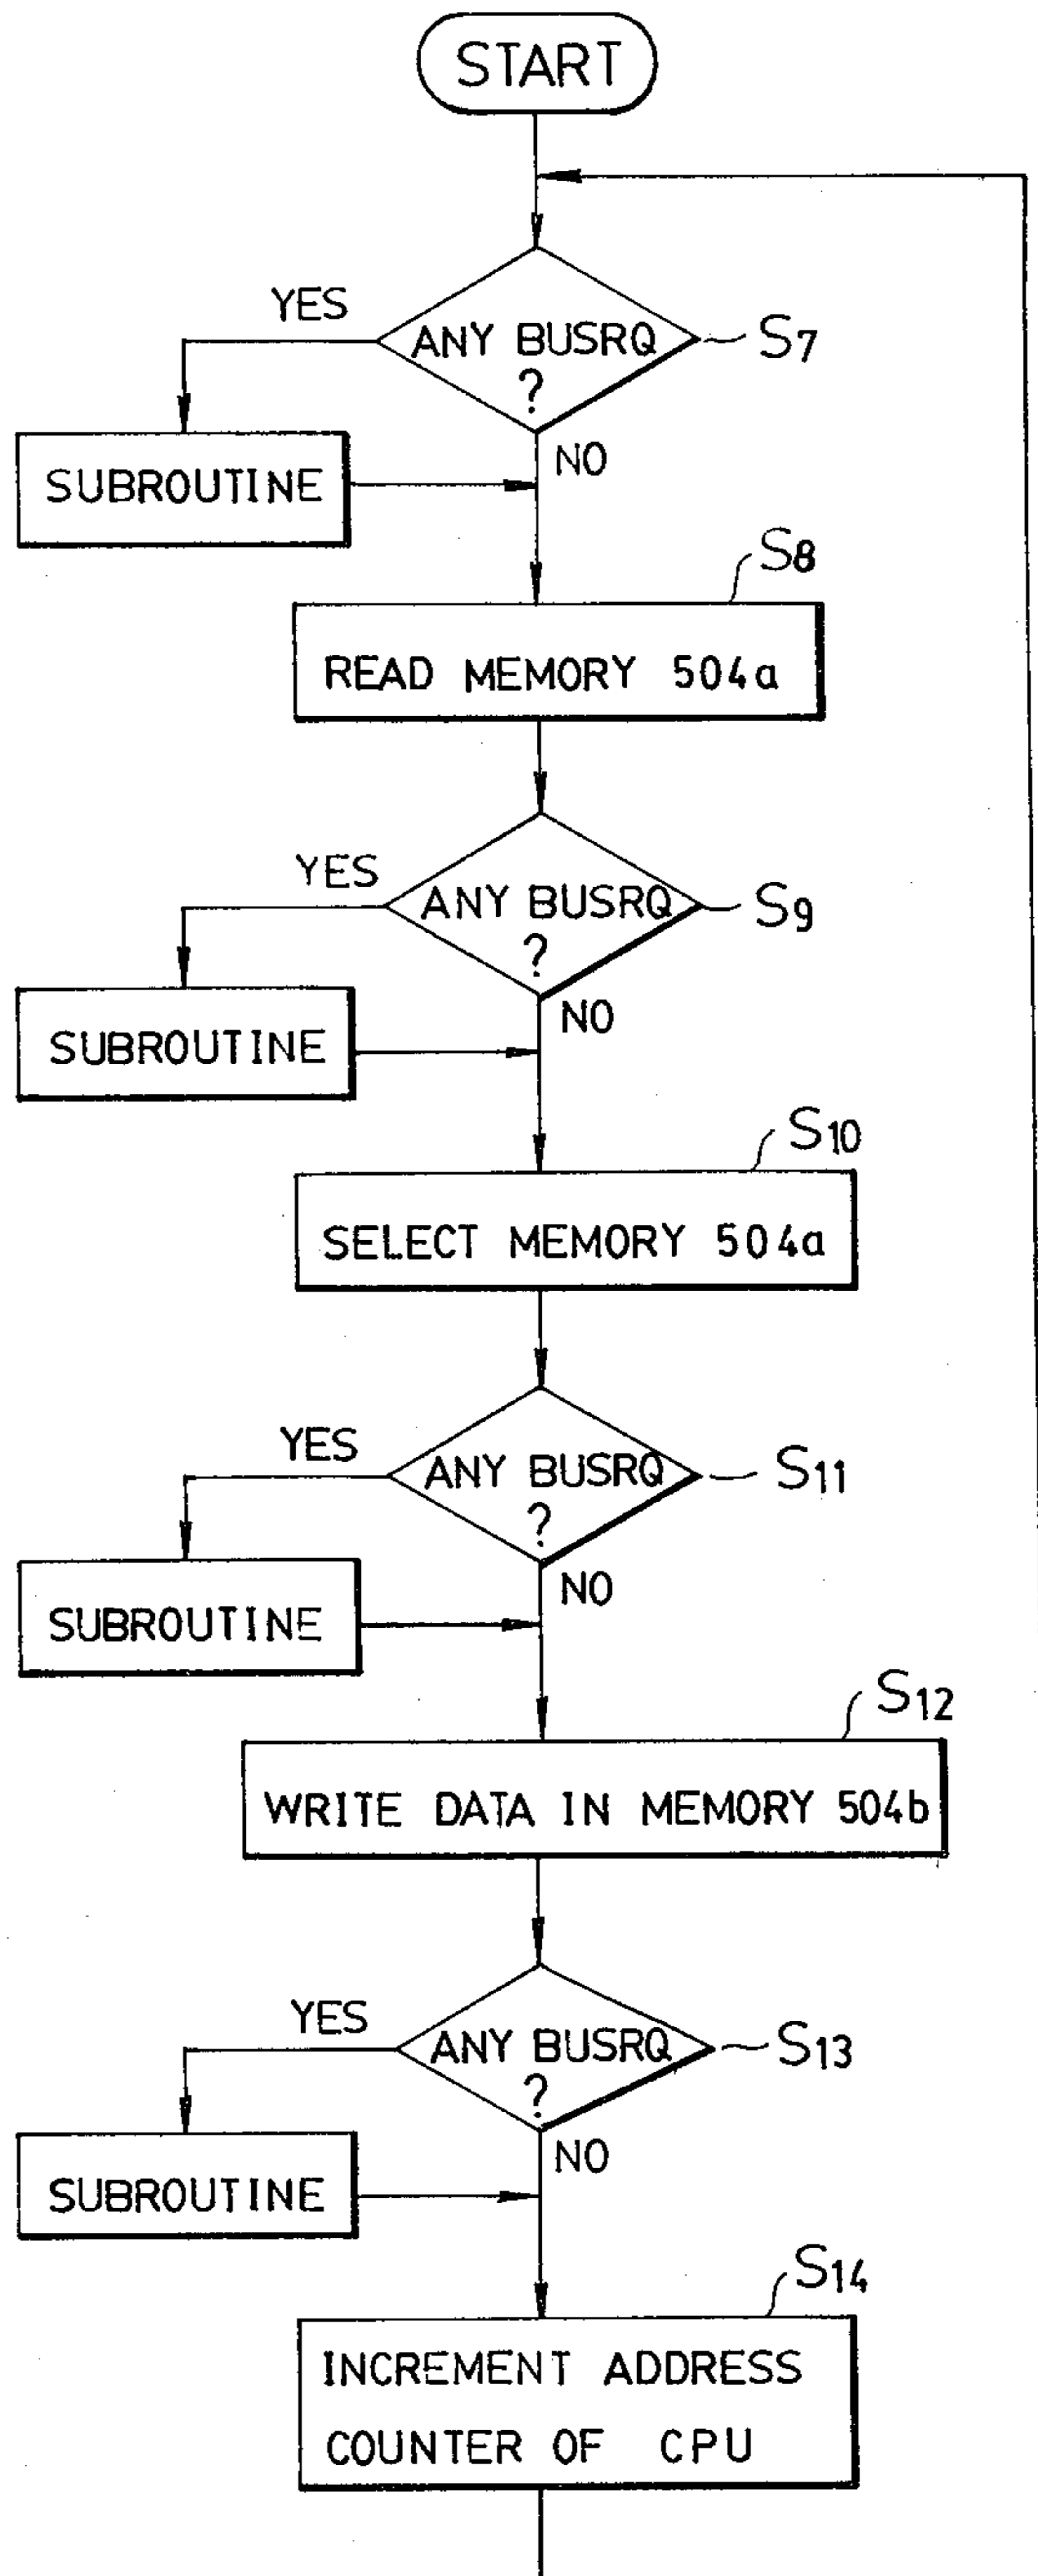 START
YES
ANY BUSRQ
?
S7
NO
SUBROUTINE
S8
READ MEMORY 504a
YES
ANY BUSRQ
?
S9
NO
SUBROUTINE
S10
SELECT MEMORY 504a
YES
ANY BUSRQ
?
S11
NO
SUBROUTINE
S12
WRITE DATA IN MEMORY 504b
YES
ANY BUSRQ
?
S13
NO
SUBROUTINE
S14
INCREMENT ADDRESS
COUNTER OF CPU